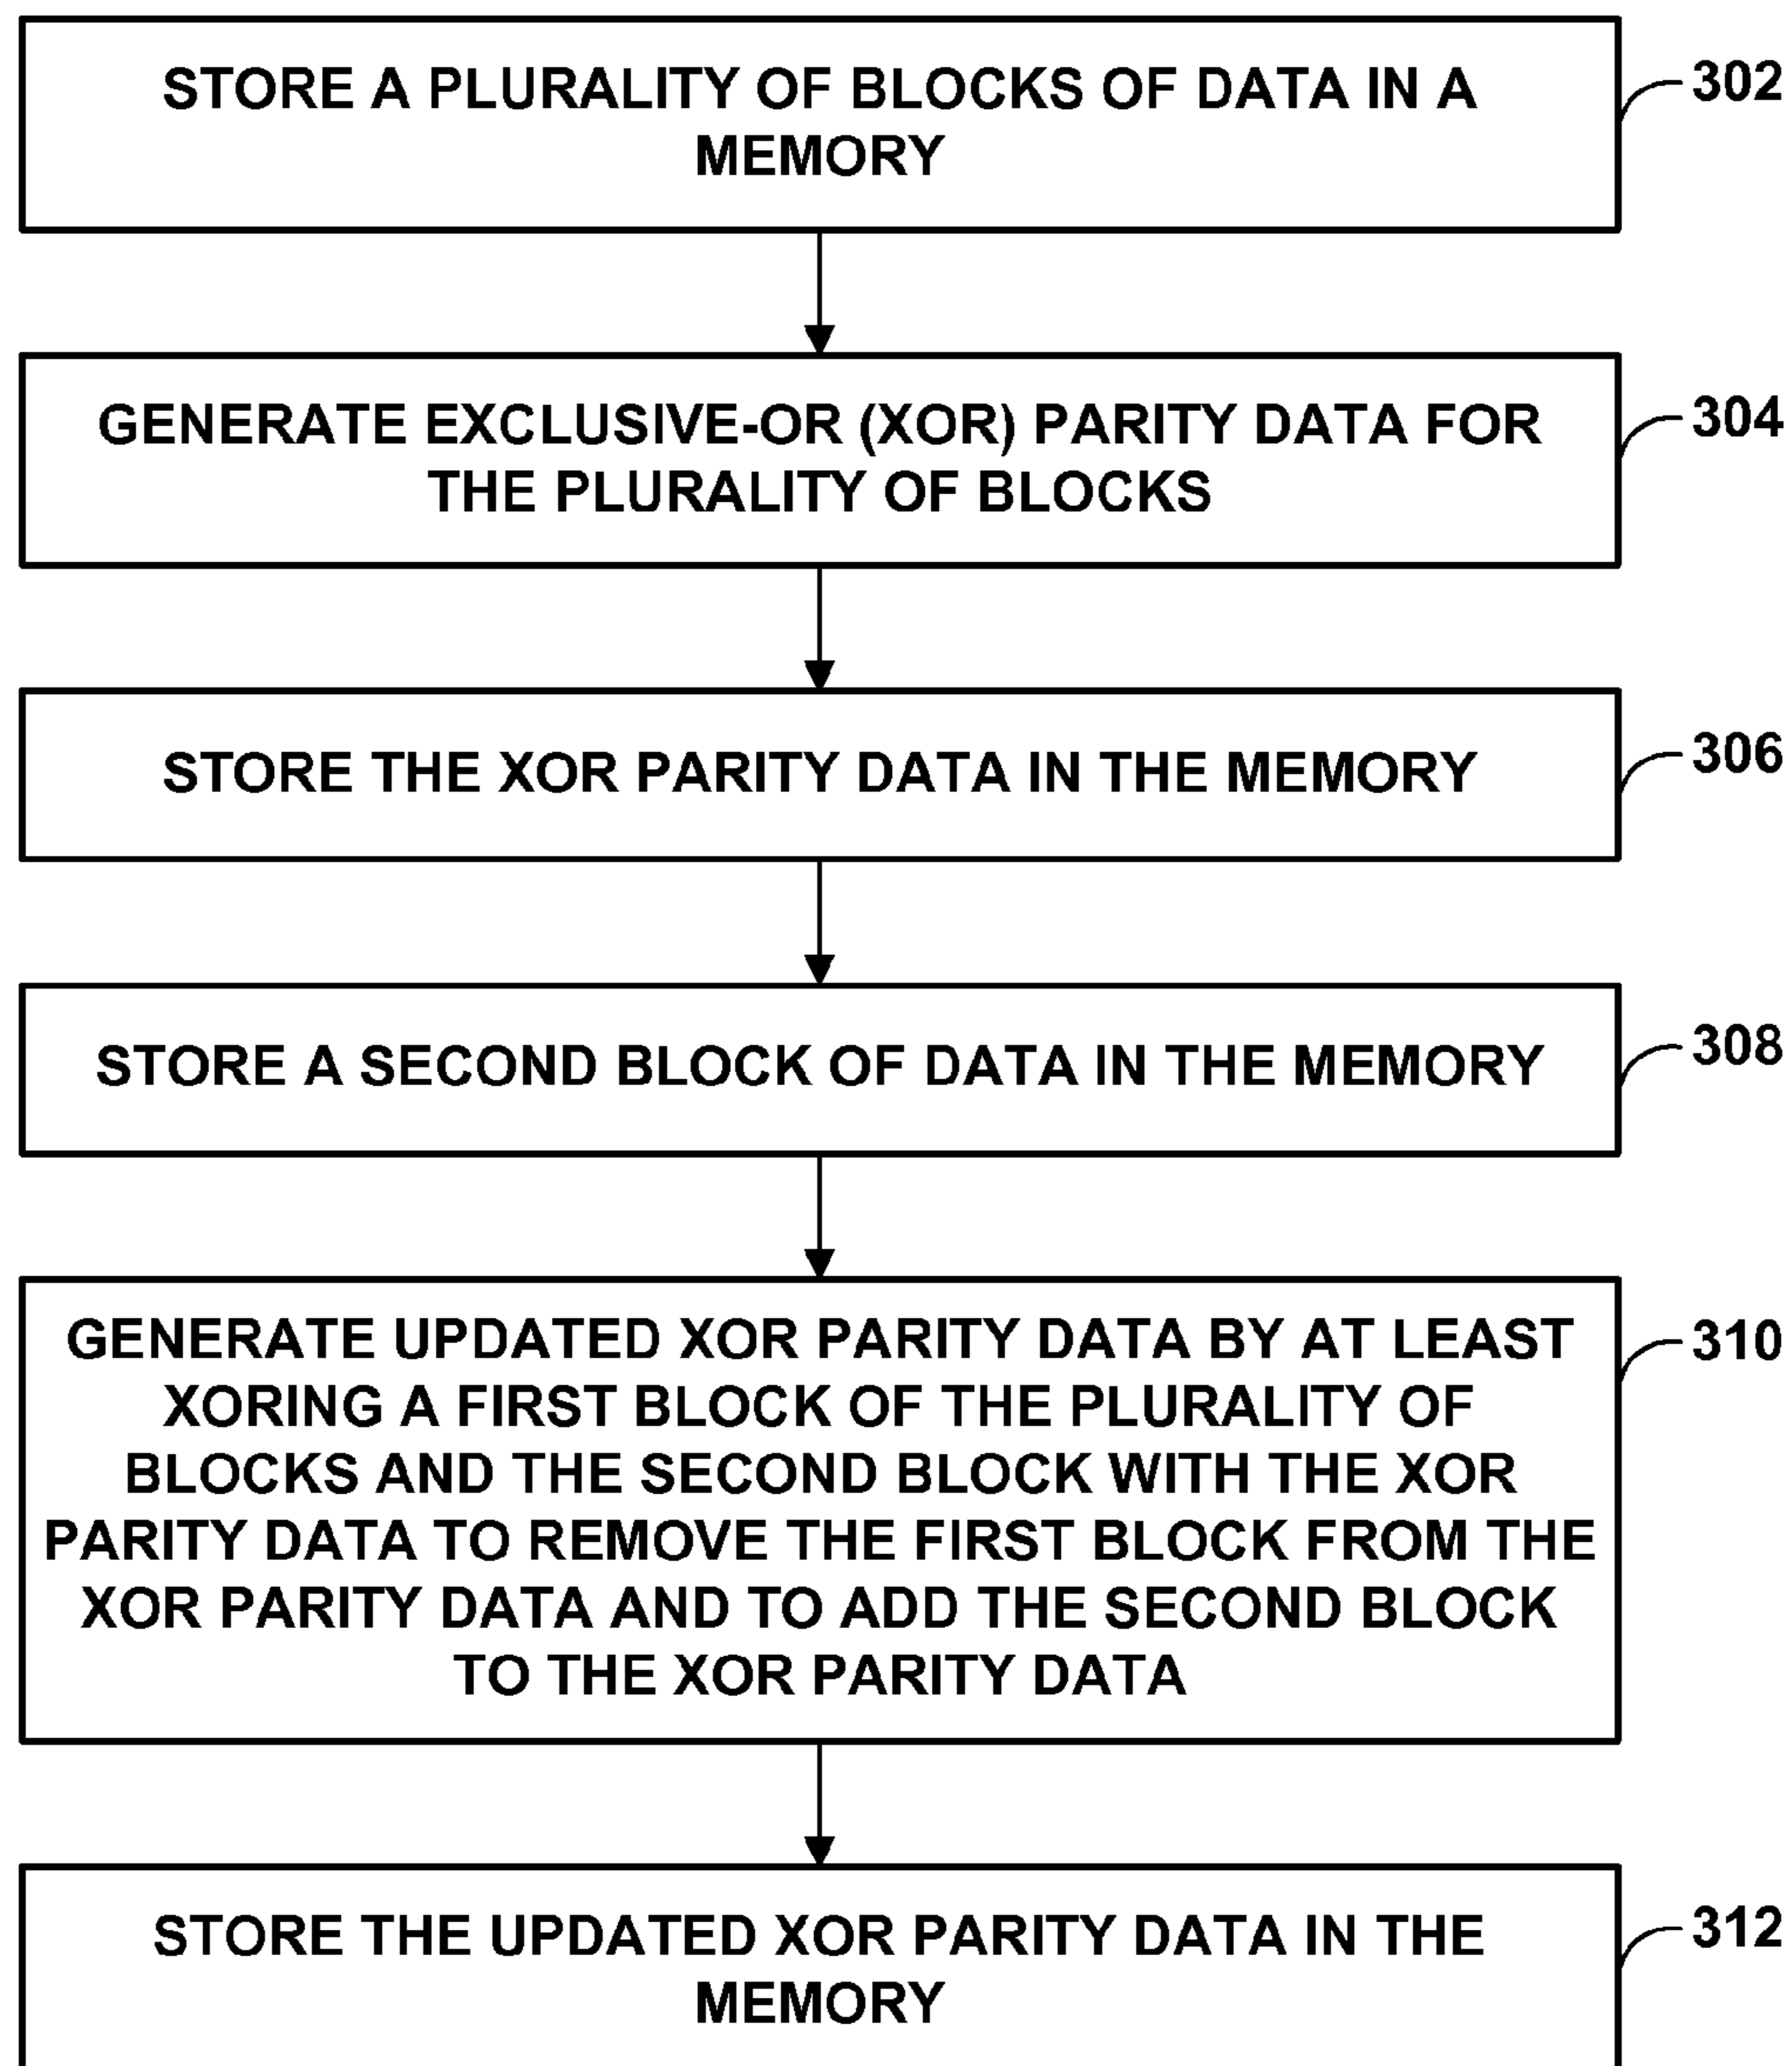 STORE A PLURALITY OF BLOCKS OF DATA IN A
MEMORY
302
GENERATE EXCLUSIVE-OR (XOR) PARITY DATA FOR
THE PLURALITY OF BLOCKS
304
STORE THE XOR PARITY DATA IN THE MEMORY
306
STORE A SECOND BLOCK OF DATA IN THE MEMORY
308
GENERATE UPDATED XOR PARITY DATA BY AT LEAST
XORING A FIRST BLOCK OF THE PLURALITY OF
BLOCKS AND THE SECOND BLOCK WITH THE XOR
PARITY DATA TO REMOVE THE FIRST BLOCK FROM THE
XOR PARITY DATA AND TO ADD THE SECOND BLOCK
TO THE XOR PARITY DATA
310
STORE THE UPDATED XOR PARITY DATA IN THE
MEMORY
312